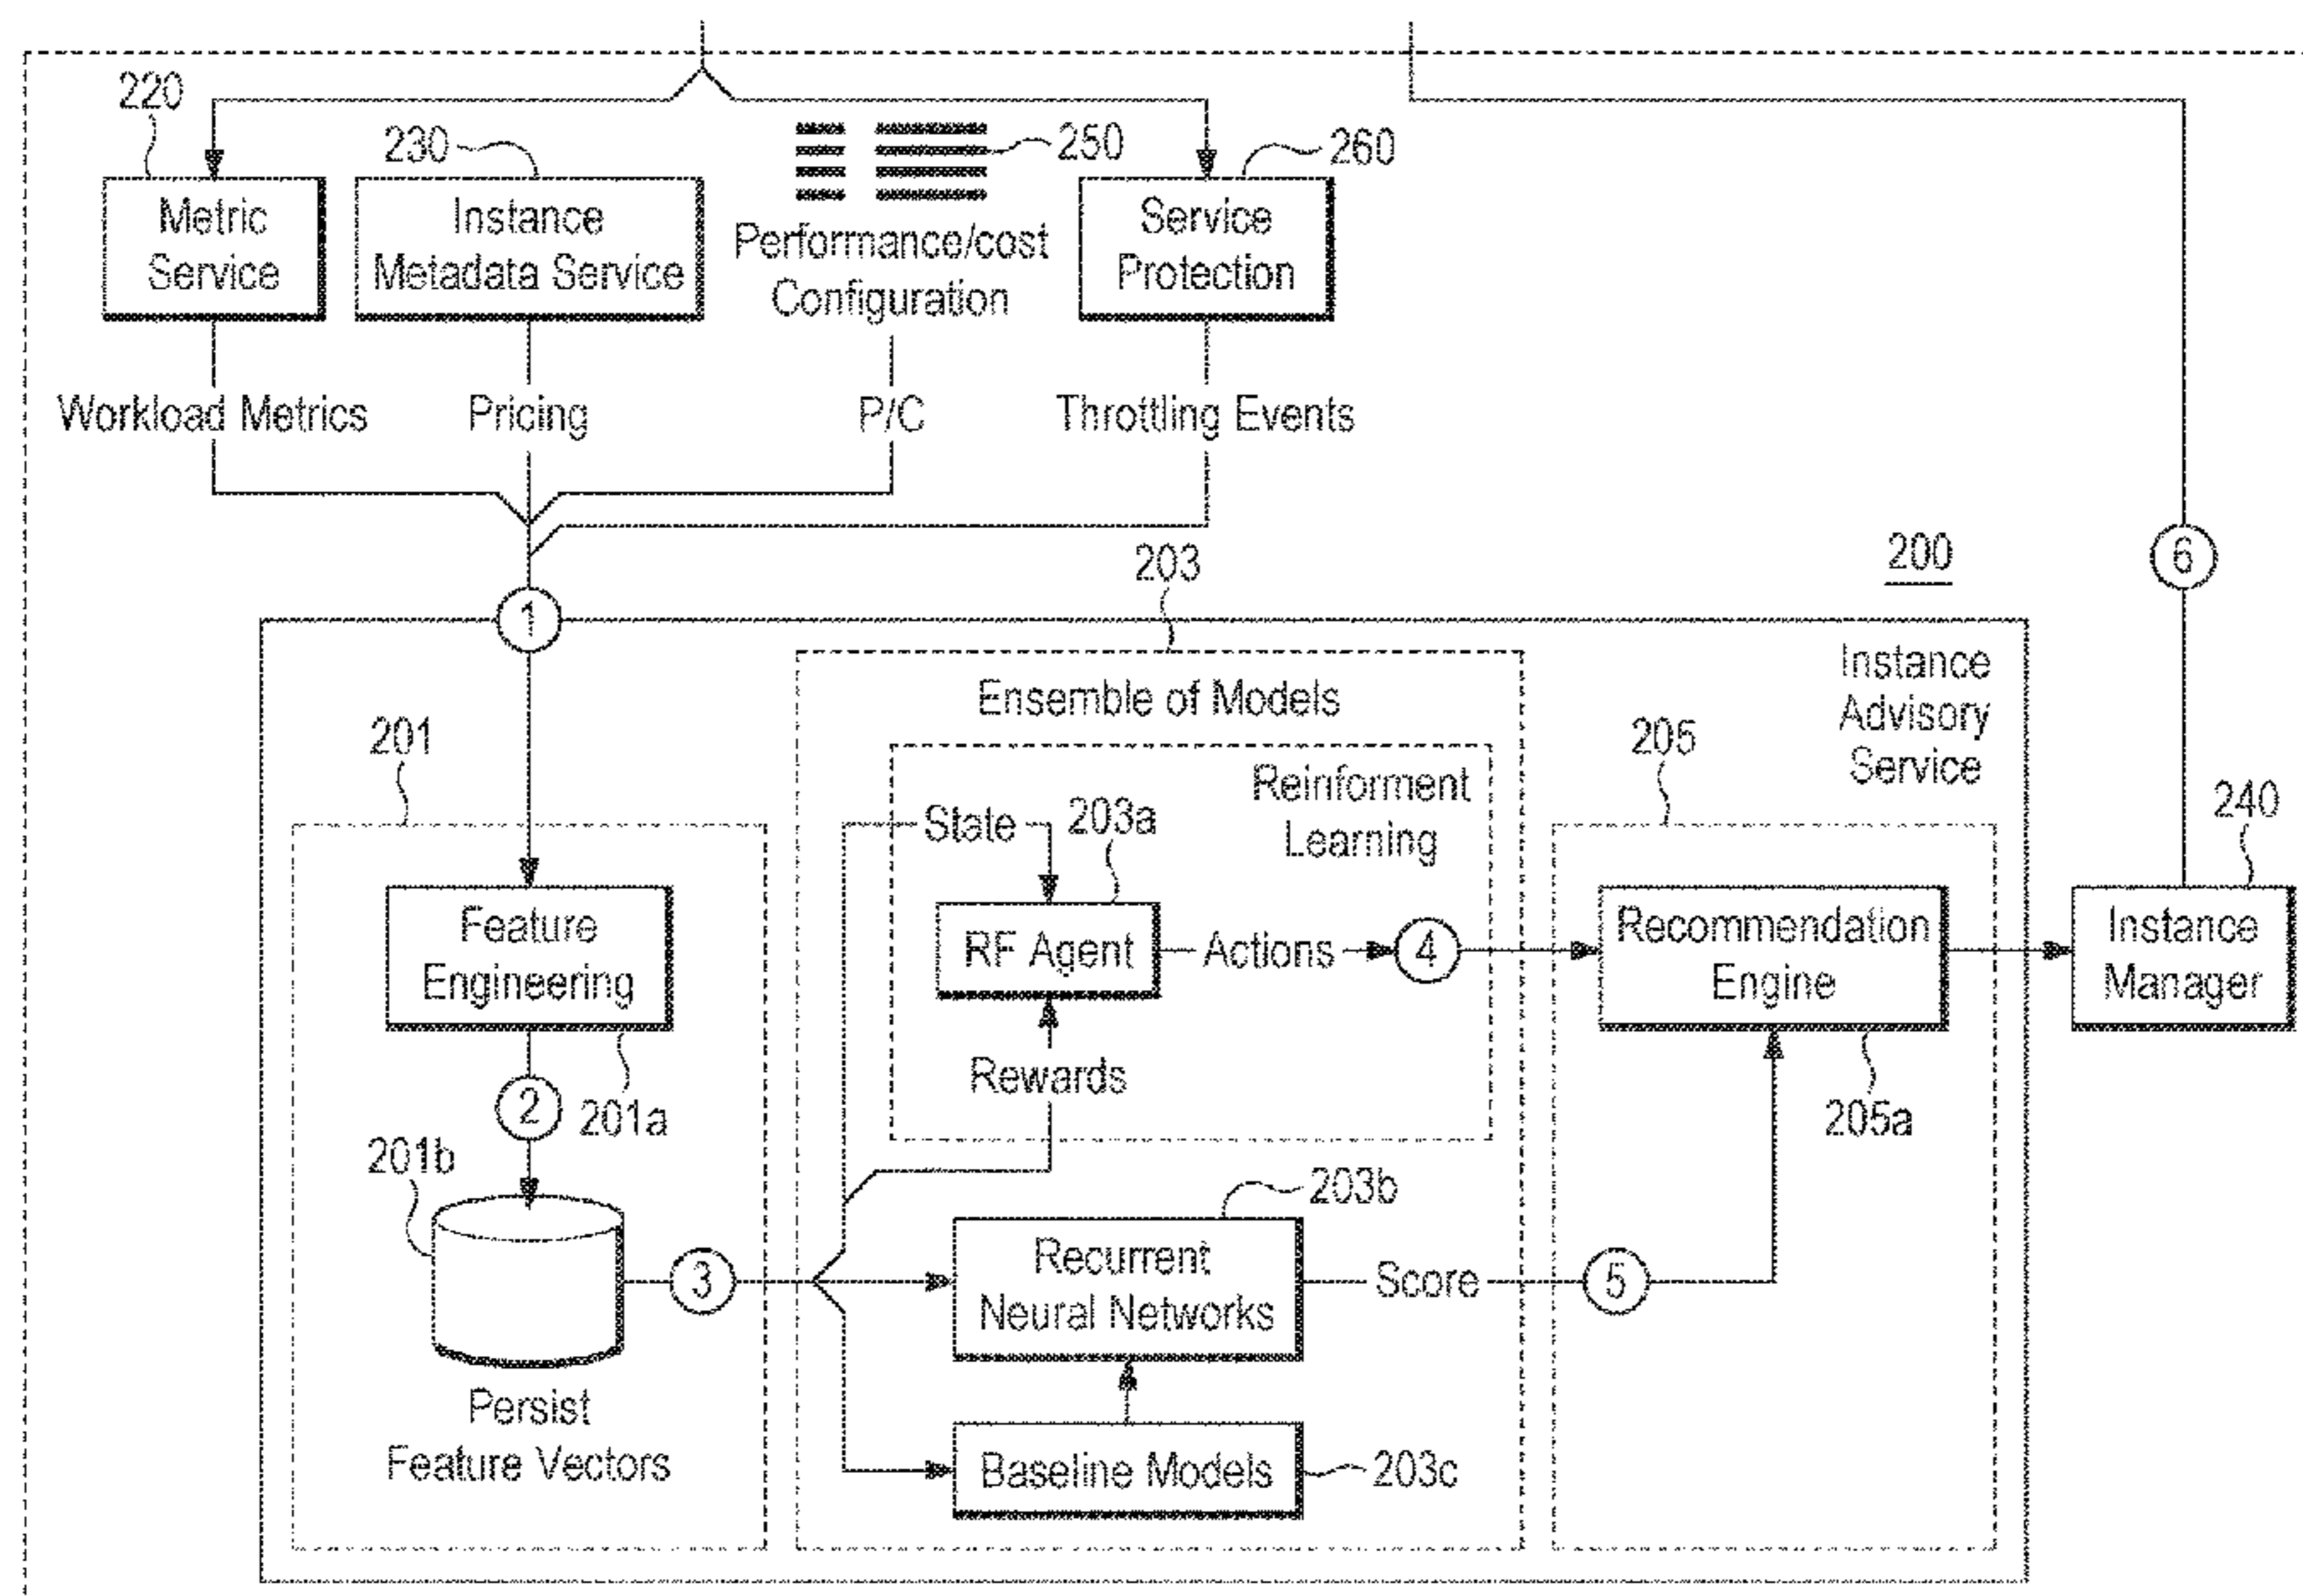 220
230
250
260
Metric
Service
Instance
Metadata Service
Performance/cost
Configuration
Service
Protection
Workload Metrics
Pricing
P/C
Throttling Events
1
203
200
6
Instance
Advisory
Service
Ensemble of Models
201
205
Reinforment
Learning
State
203a
240
Feature
Engineering
RF Agent
Actions
4
Recommendation
Engine
Instance
Manager
Rewards
2
201a
205a
201b
203b
3
Recurrent
Neural Networks
Score
5
Persist
Feature Vectors
Baseline Models
203c